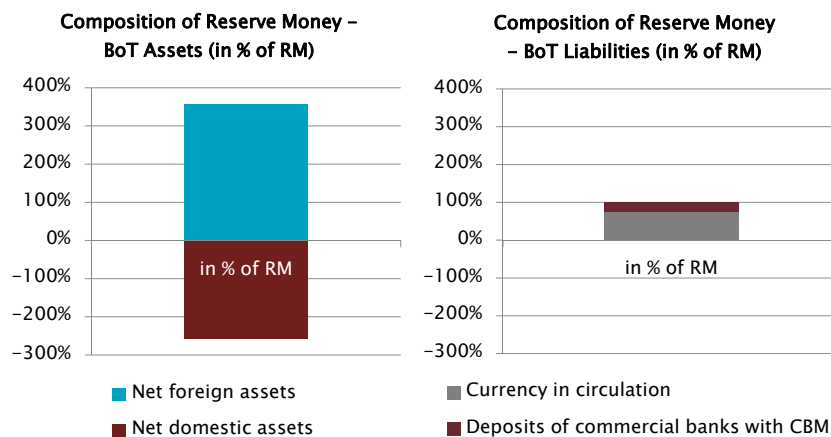 Composition of Reserve Money –
BoT Assets (in % of RM)
400%
300%
200%
100%
0%
-100%
-200%
-300%
in % of RM
Net foreign assets
Net domestic assets
Composition of Reserve Money
– BoT Liabilities (in % of RM)
400%
300%
200%
100%
0%
-100%
-200%
-300%
in % of RM
Currency in circulation
Deposits of commercial banks with CBM